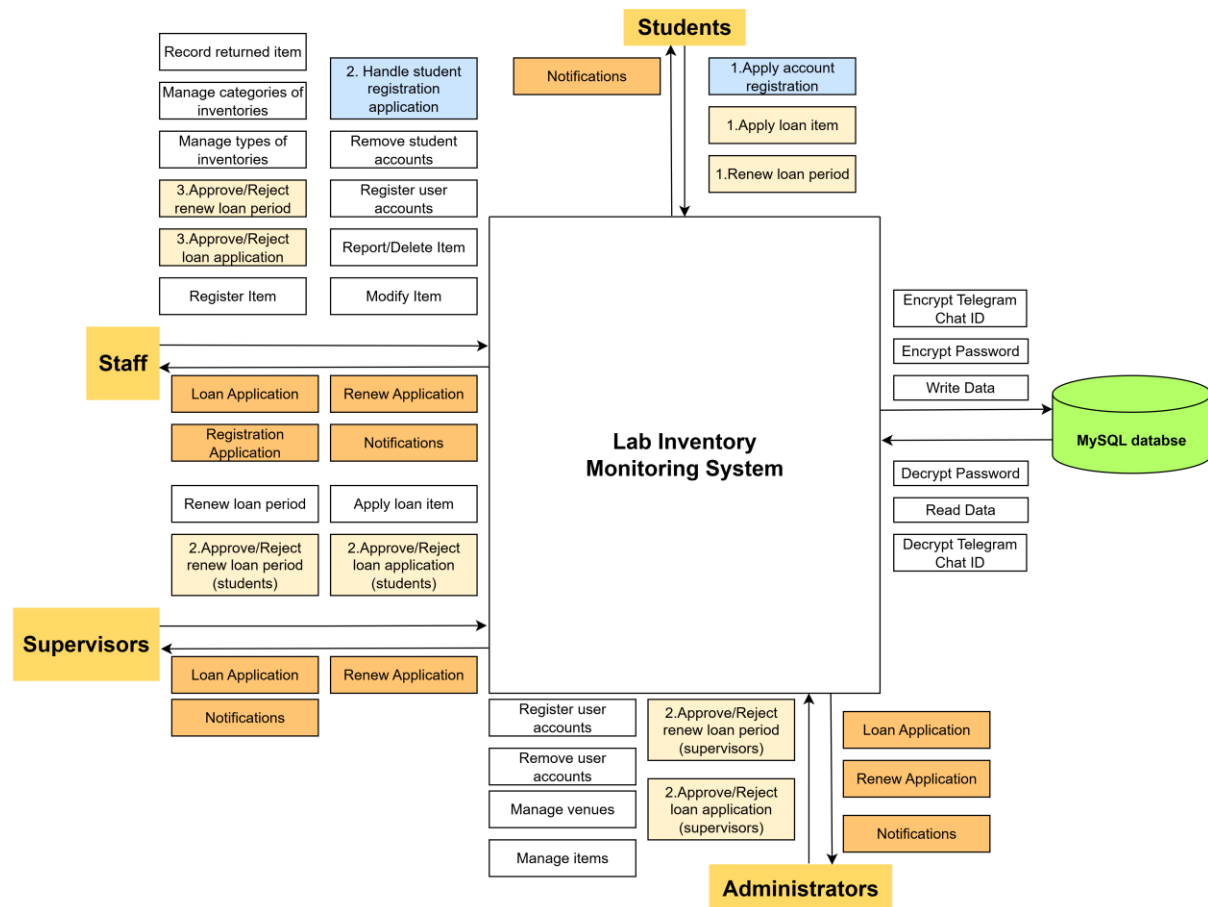 Students
Notifications
1.Apply account
registration
1.Apply loan item
1.Renew loan period
Record returned item
Manage categories of
inventories
Manage types of
inventories
3.Approve/Reject
renew loan period
3.Approve/Reject
loan application
Register Item
2. Handle student
registration
application
Remove student
accounts
Register user
accounts
Report/Delete Item
Modify Item
Staff
Loan Application
Renew Application
Registration
Application
Notifications
Renew loan period
Apply loan item
2.Approve/Reject
renew loan period
(students)
2.Approve/Reject
loan application
(students)
Supervisors
Loan Application
Renew Application
Notifications
Lab Inventory
Monitoring System
Encrypt Telegram
Chat ID
Encrypt Password
Write Data
MySQL databse
Decrypt Password
Read Data
Decrypt Telegram
Chat ID
Register user
accounts
Remove user
accounts
Manage venues
Manage items
2.Approve/Reject
renew loan period
(supervisors)
2.Approve/Reject
loan application
(supervisors)
Loan Application
Renew Application
Notifications
Administrators